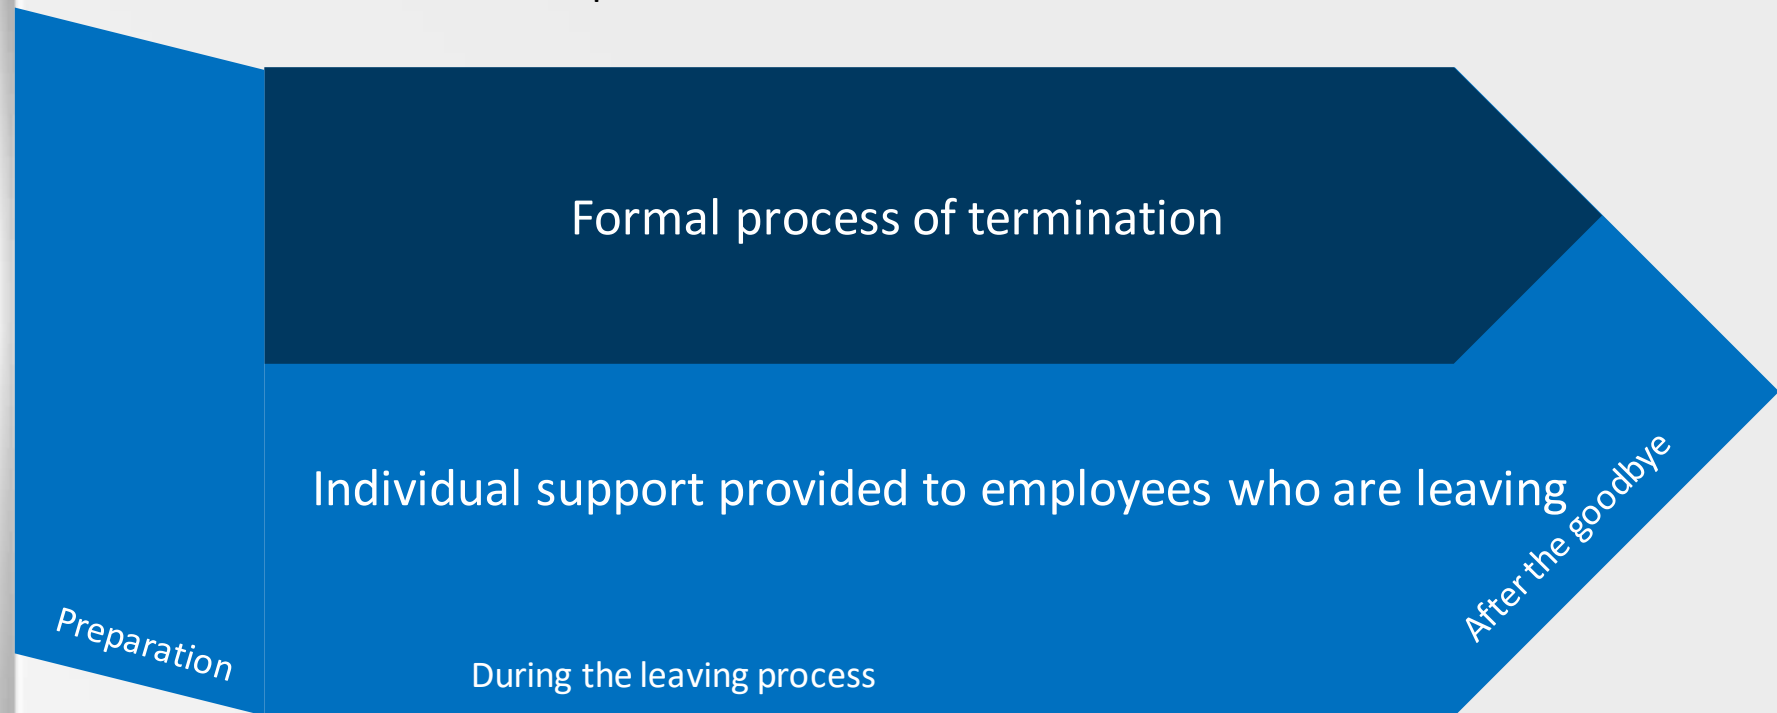 Formal process of termination
Individual support provided to employees who are leaving
After the goodbye
Preparation
During the leaving process